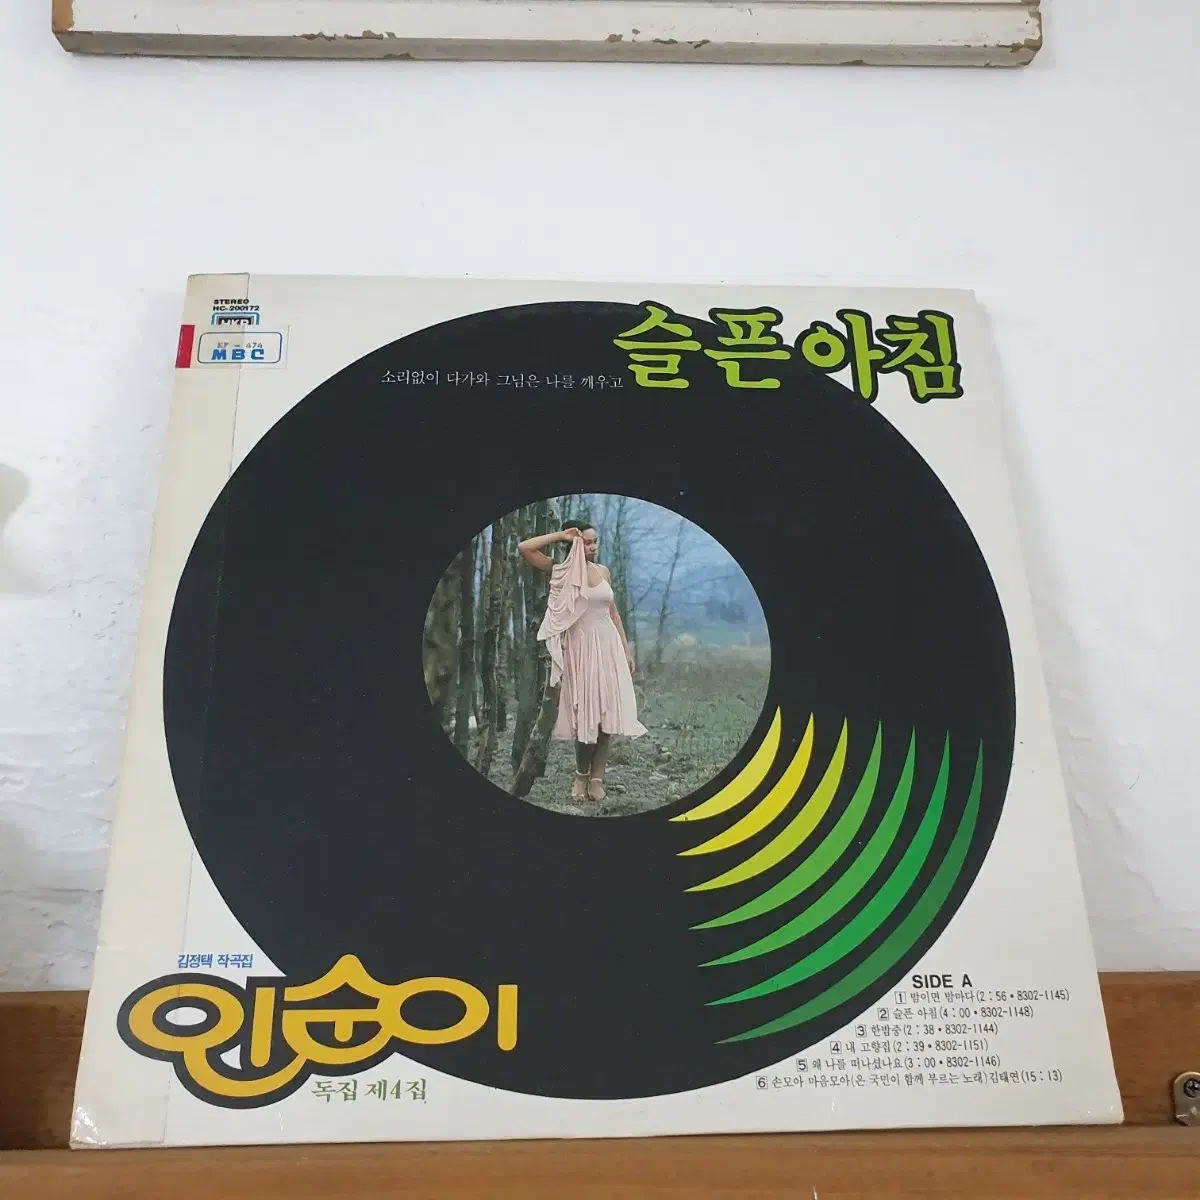 STEREO
HC-200172
KP - 474
MBC
슬픈 아침
소리없이 다가와 그님은 나를 깨우고
김정택 작곡집
인순이
독집 제4집
SIDE A
1 밤이면 밤마다(2:56·8302-1145)
2 슬픈 아침(4:00·8302-1148)
3 한밤중(2:38·8302-1144)
4 내 고향집(2:39·8302-1151)
5 왜 나를 떠나셨나요(3:00·8302-1146)
6 손모아 마음모아(온 국민이 함께 부르는 노래)김태연(15:13)